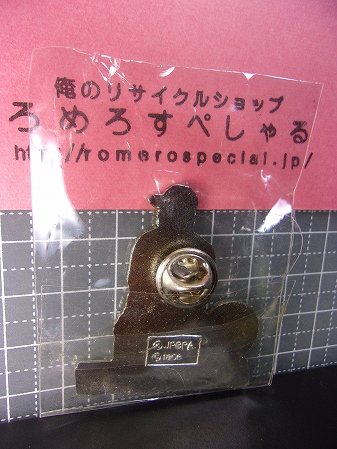 俺のリサイクルショップ
ろめろすぺしゃる
http://romerospecial.jp/
© JPBPA
© races